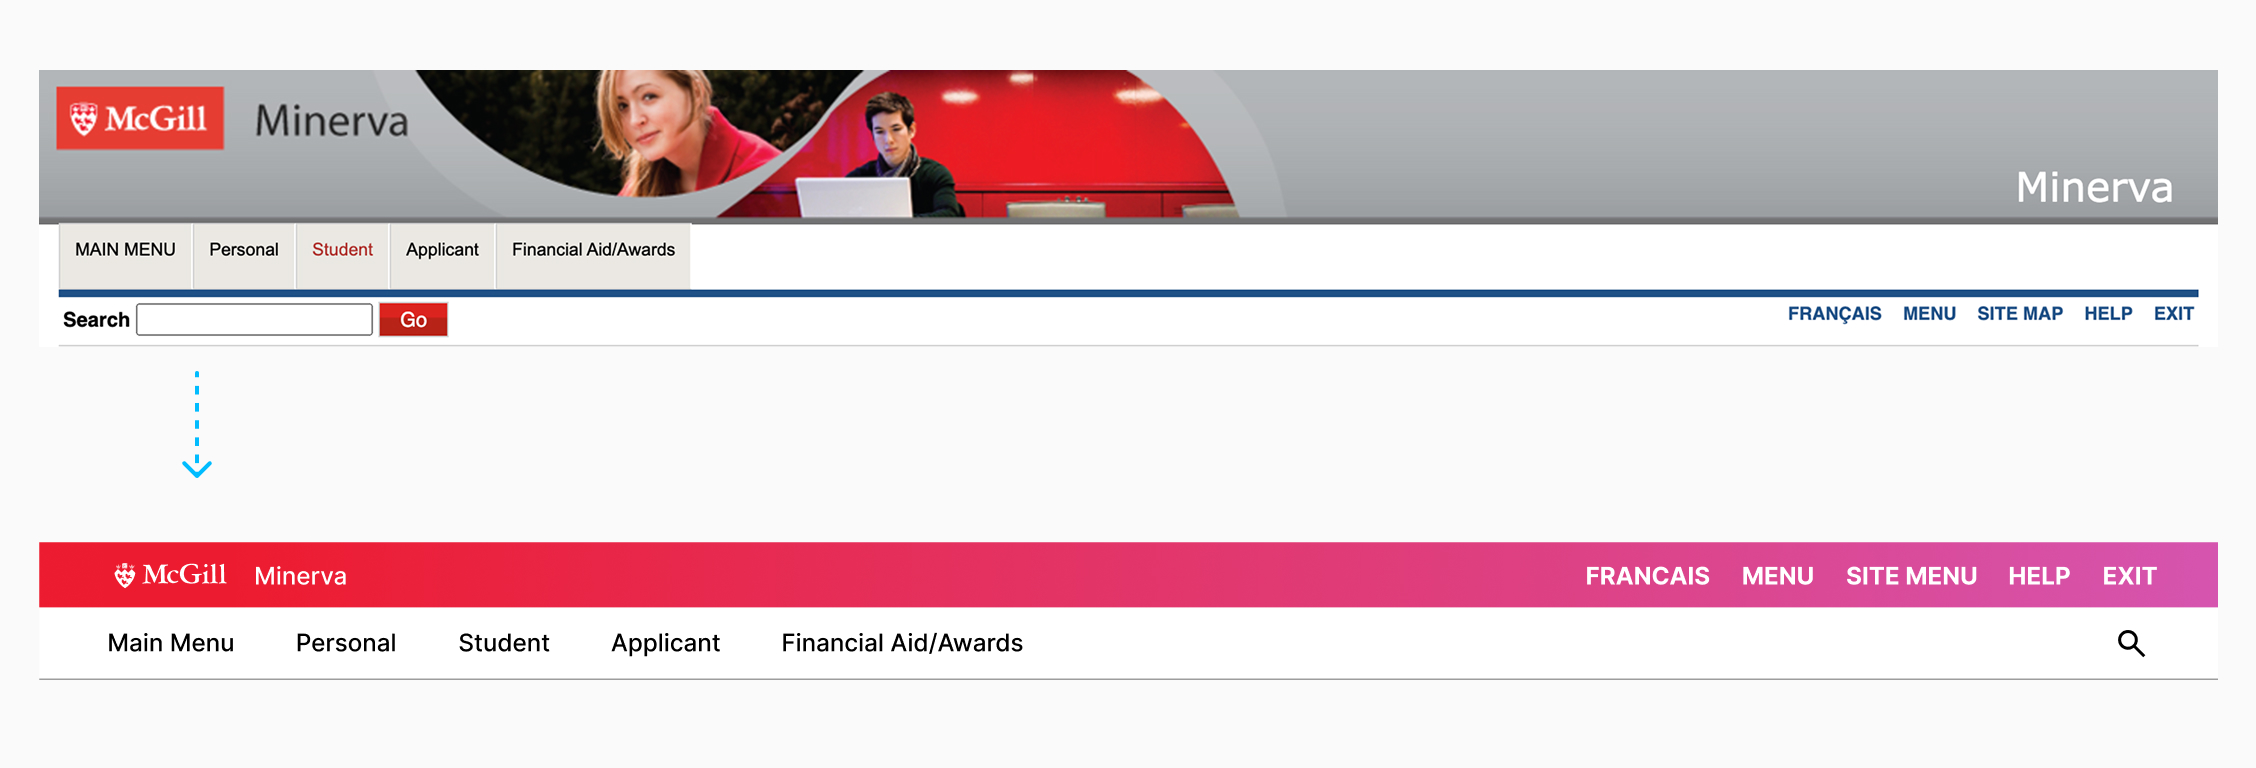 McGill Minerva
Minerva
MAIN MENU Personal Student Applicant Financial Aid/Awards
Search Go FRANÇAIS MENU SITE MAP HELP EXIT
McGill Minerva FRANCAIS MENU SITE MENU HELP EXIT
Main Menu Personal Student Applicant Financial Aid/Awards